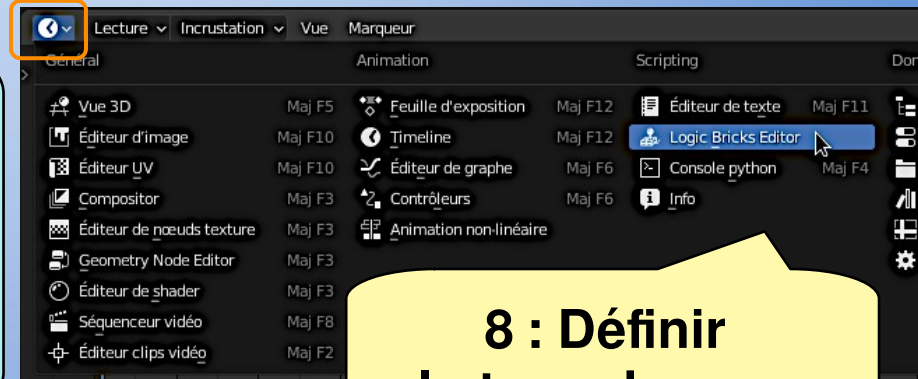 Lecture Incrustation Vue Marqueur
Général Animation Scripting
Vue 3D Maj F5 Feuille d'exposition Maj F12 Éditeur de texte Maj F11
Éditeur d'image Maj F10 Timeline Maj F12 Logic Bricks Editor
Éditeur UV Maj F10 Éditeur de graphe Maj F6 Console python Maj F4
Compositor Maj F3 Contrôleurs Maj F6 Info
Éditeur de nœuds texture Maj F3 Animation non-linéaire
Geometry Node Editor Maj F3
Éditeur de shader Maj F3
Séquenceur vidéo Maj F8
Éditeur clips vidéo Maj F2
8 : Définir